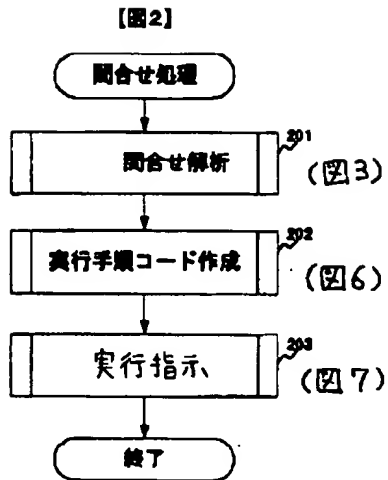 【図2】
問合せ処理
201
問合せ解析
(図3)
202
実行手順コード作成
(図6)
203
実行指示
(図7)
終了